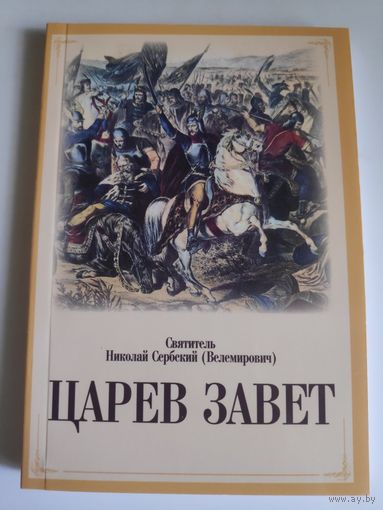 Святитель
Николай Сербский (Велемирович)
ЦАРЕВ ЗАВЕТ
www.ay.by